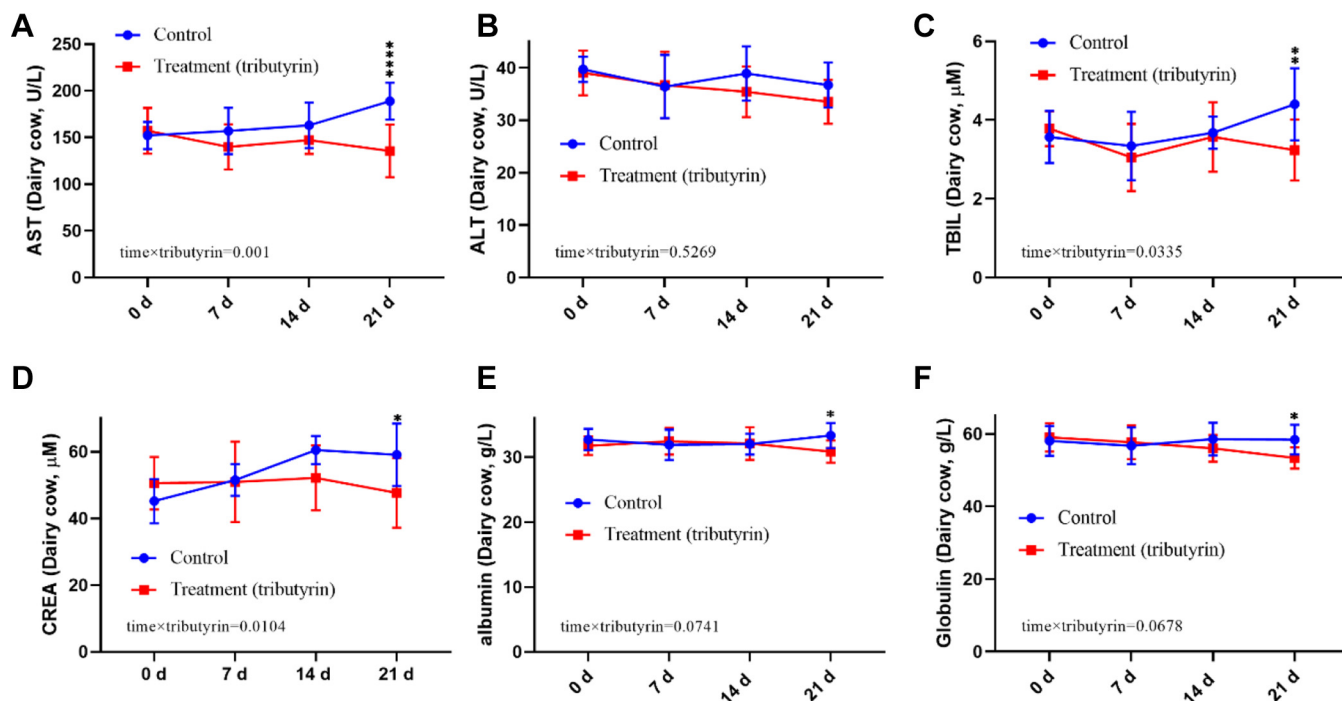 A
AST (Dairy cow, U/L)
250
200
150
100
50
0
Control
Treatment (tributyrin)
****
time×tributyrin=0.001
0 d
7 d
14 d
21 d
B
ALT (Dairy cow, U/L)
40
30
20
10
0
Control
Treatment (tributyrin)
time×tributyrin=0.5269
0 d
7 d
14 d
21 d
C
TBIL (Dairy cow, μM)
6
4
2
0
Control
Treatment (tributyrin)
**
time×tributyrin=0.0335
0 d
7 d
14 d
21 d
D
CREA (Dairy cow, μM)
60
40
20
0
*
Control
Treatment (tributyrin)
time×tributyrin=0.0104
0 d
7 d
14 d
21 d
E
albumin (Dairy cow, g/L)
30
20
10
0
*
Control
Treatment (tributyrin)
time×tributyrin=0.0741
0 d
7 d
14 d
21 d
F
Globulin (Dairy cow, g/L)
60
40
20
0
*
Control
Treatment (tributyrin)
time×tributyrin=0.0678
0 d
7 d
14 d
21 d